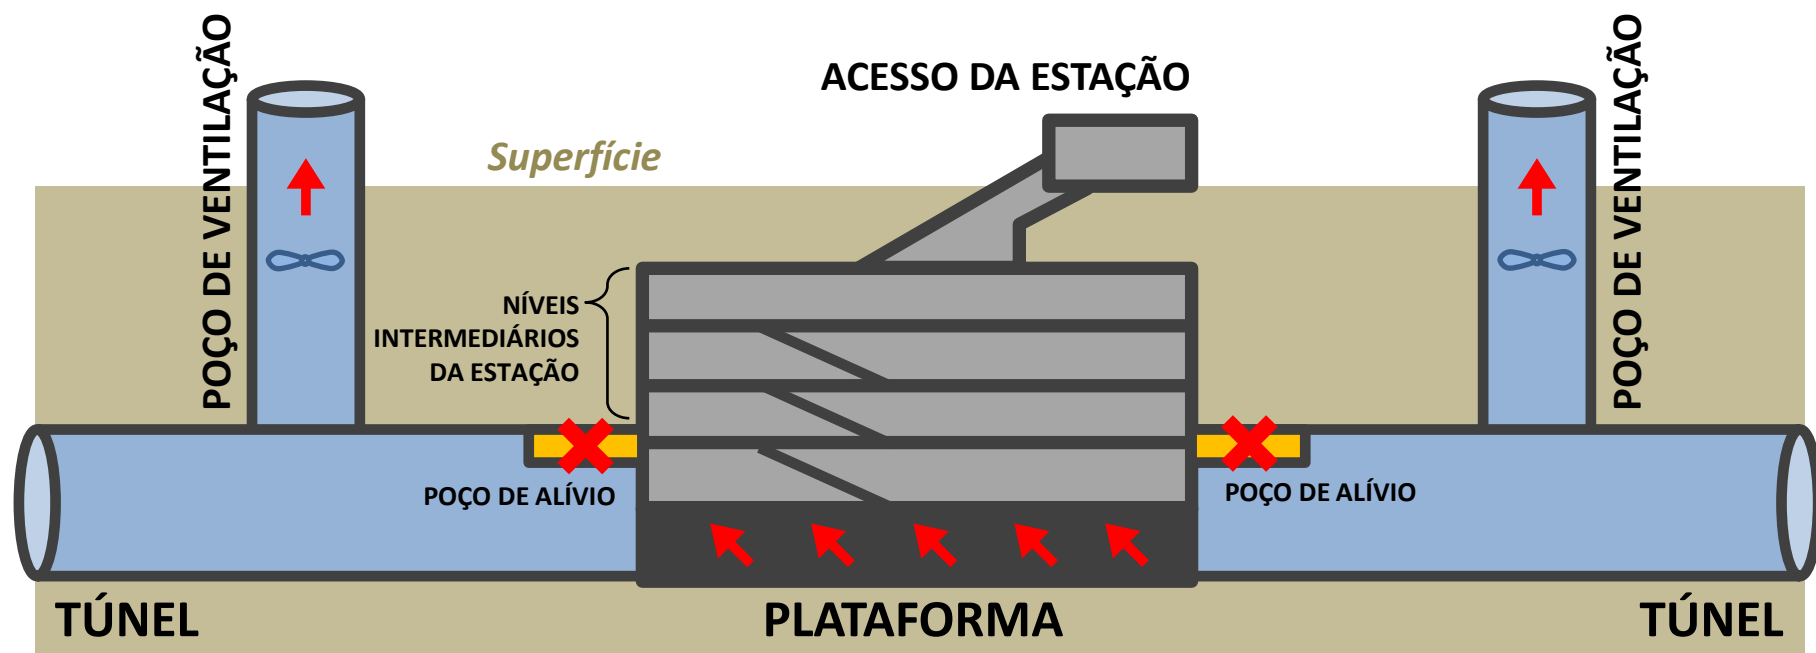 POÇO DE VENTILAÇÃO
ACESSO DA ESTAÇÃO
POÇO DE VENTILAÇÃO
Superfície
NÍVEIS
INTERMEDIÁRIOS
DA ESTAÇÃO
POÇO DE ALÍVIO
POÇO DE ALÍVIO
TÚNEL
PLATAFORMA
TÚNEL